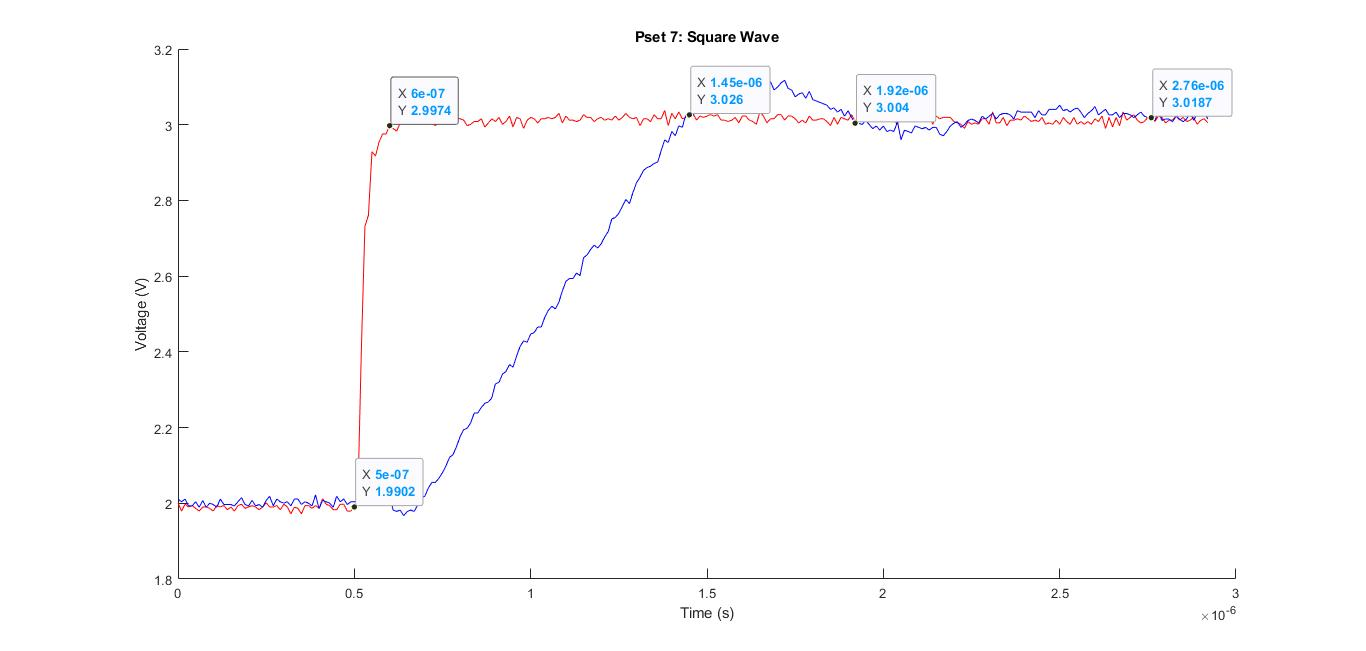 Pset 7: Square Wave
3.2
3
2.8
2.6
2.4
2.2
2
1.8
Voltage (V)
X 6e-07
Y 2.9974
X 1.45e-06
Y 3.026
X 1.92e-06
Y 3.004
X 2.76e-06
Y 3.0187
X 5e-07
Y 1.9902
0 0.5 1 1.5 2 2.5 3
Time (s)
×10⁻⁶